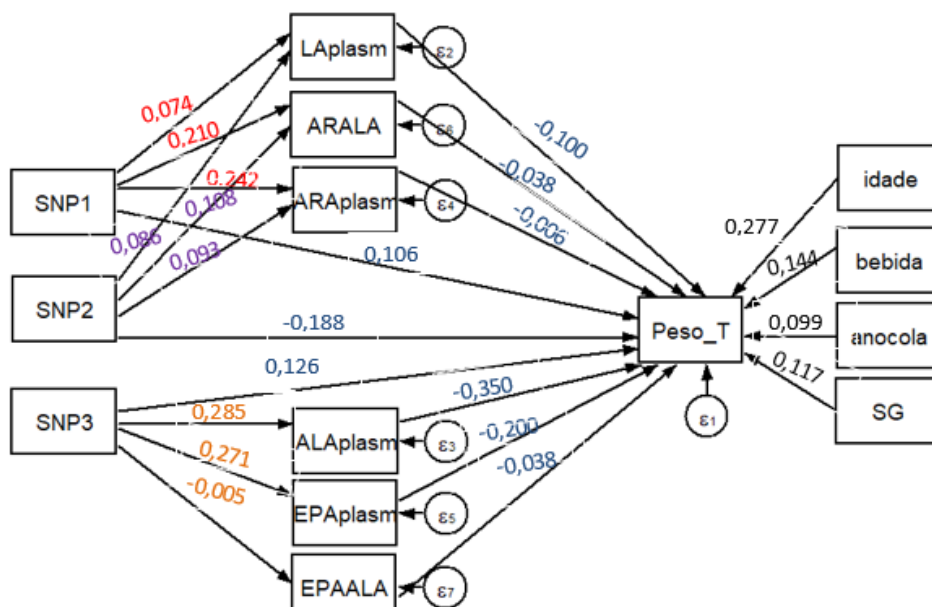 LAplasm
ε2
0,074
-0,100
ARALA
ε6
0,210
-0,038
idade
SNP1
0,242
ARAplasm
ε4
0,108
-0,006
0,277
0,086
0,093
0,106
0,144
bebida
SNP2
Peso_T
0,099
anocola
-0,188
0,126
0,117
-0,350
SNP3
0,285
ALAplasm
ε3
-0,200
ε1
SG
0,271
-0,038
-0,005
EPAplasm
ε5
EPAALA
ε7